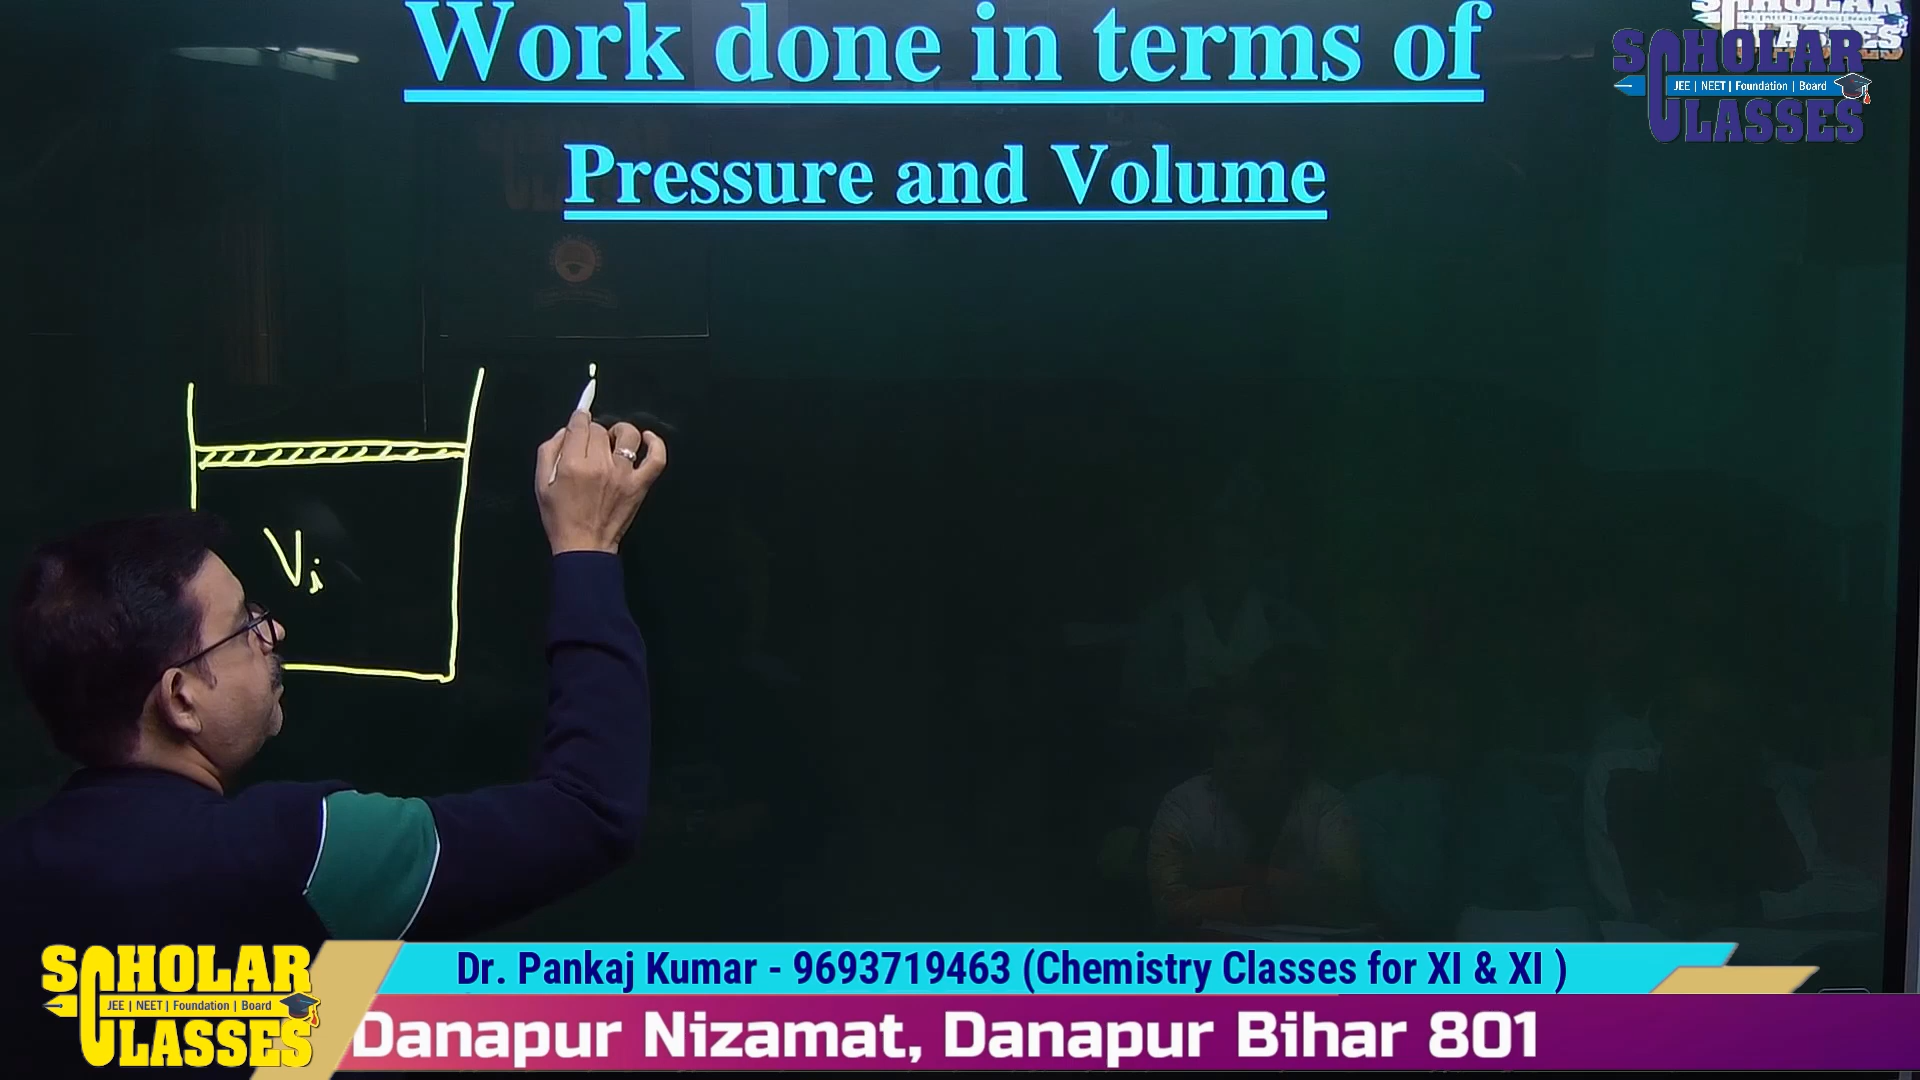 Work done in terms of
Pressure and Volume
SCHOLAR
JEE | NEET | Foundation | Board
CLASSES
Vi
Dr. Pankaj Kumar - 9693719463 (Chemistry Classes for XI & XI )
SCHOLAR
JEE | NEET | Foundation | Board
CLASSES
Danapur Nizamat, Danapur Bihar 801